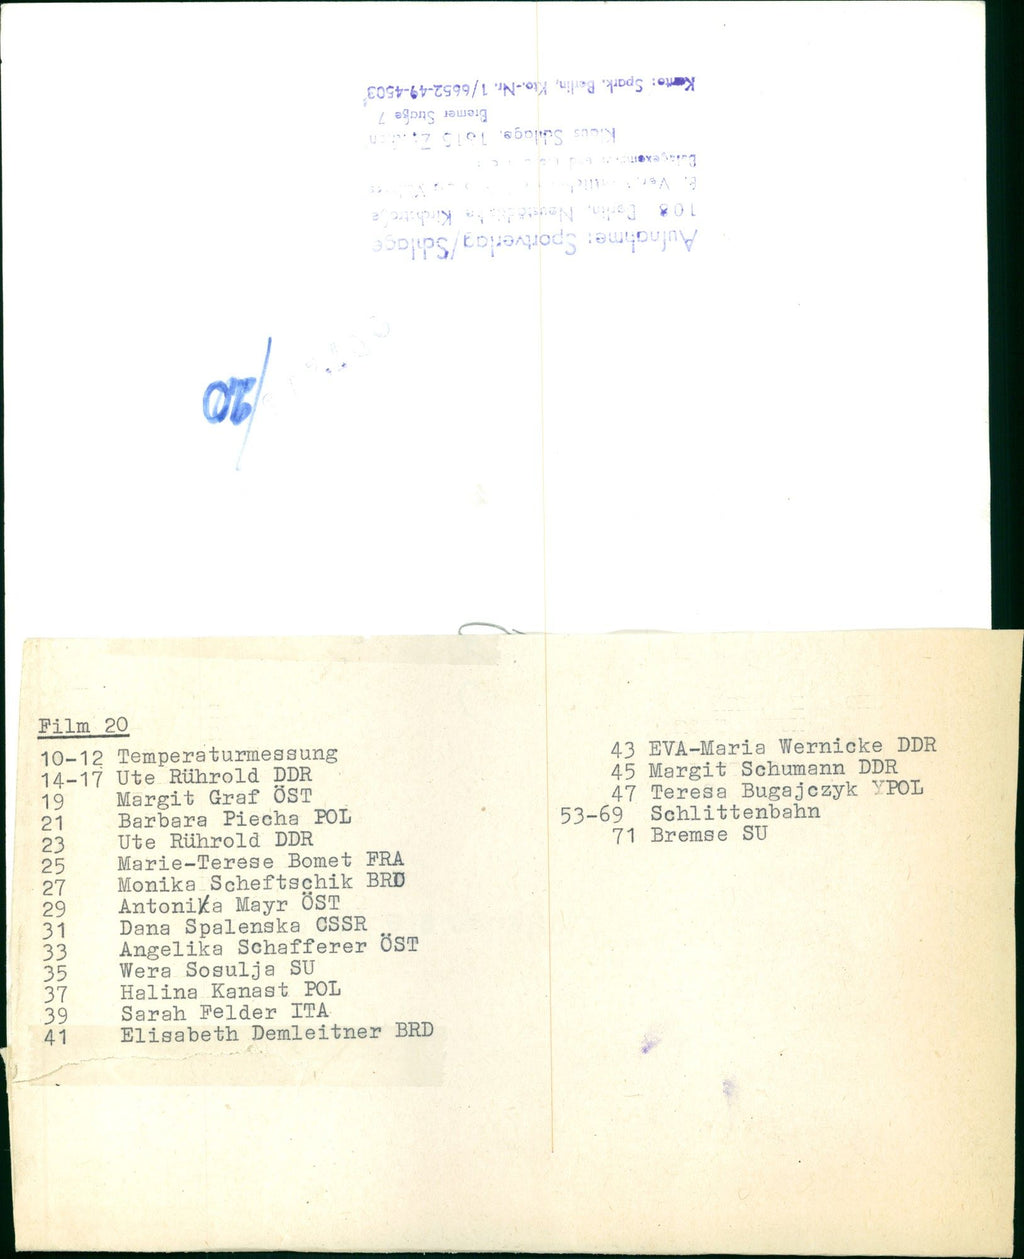 Aufnahme: Sportverlag/Schlage
108 Berlin, Neustädtische Kirchstraße
Belegexemplar und
Klaus Schlage, 1615 Zeuthen
Bremer Straße 7
Konto: Spark. Berlin, Kto.-Nr. 1/6652-49-4503
20
Film 20
10-12 Temperaturmessung
14-17 Ute Rührold DDR
19 Margit Graf ÖST
21 Barbara Piecha POL
23 Ute Rührold DDR
25 Marie-Terese Bomet FRA
27 Monika Scheftschik BRD
29 Antonia Mayr ÖST
31 Dana Spalenska CSSR
33 Angelika Schafferer ÖST
35 Wera Sosulja SU
37 Halina Kanast POL
39 Sarah Felder ITA
41 Elisabeth Demleitner BRD
43 EVA-Maria Wernicke DDR
45 Margit Schumann DDR
47 Teresa Bugajczyk POL
53-69 Schlittenbahn
71 Bremse SU